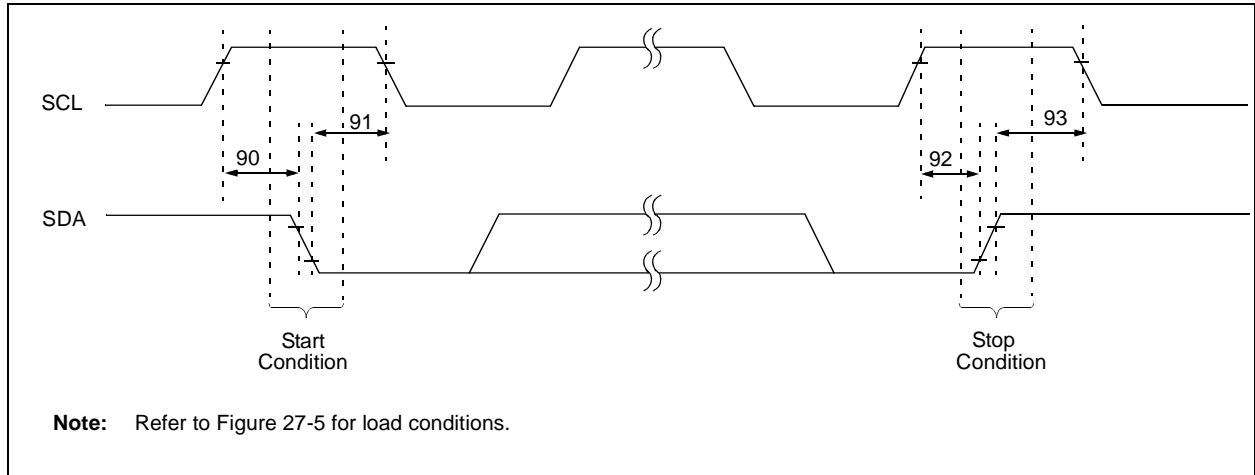 SCL
91
93
90
92
SDA
Start
Condition
Stop
Condition
Note: Refer to Figure 27-5 for load conditions.